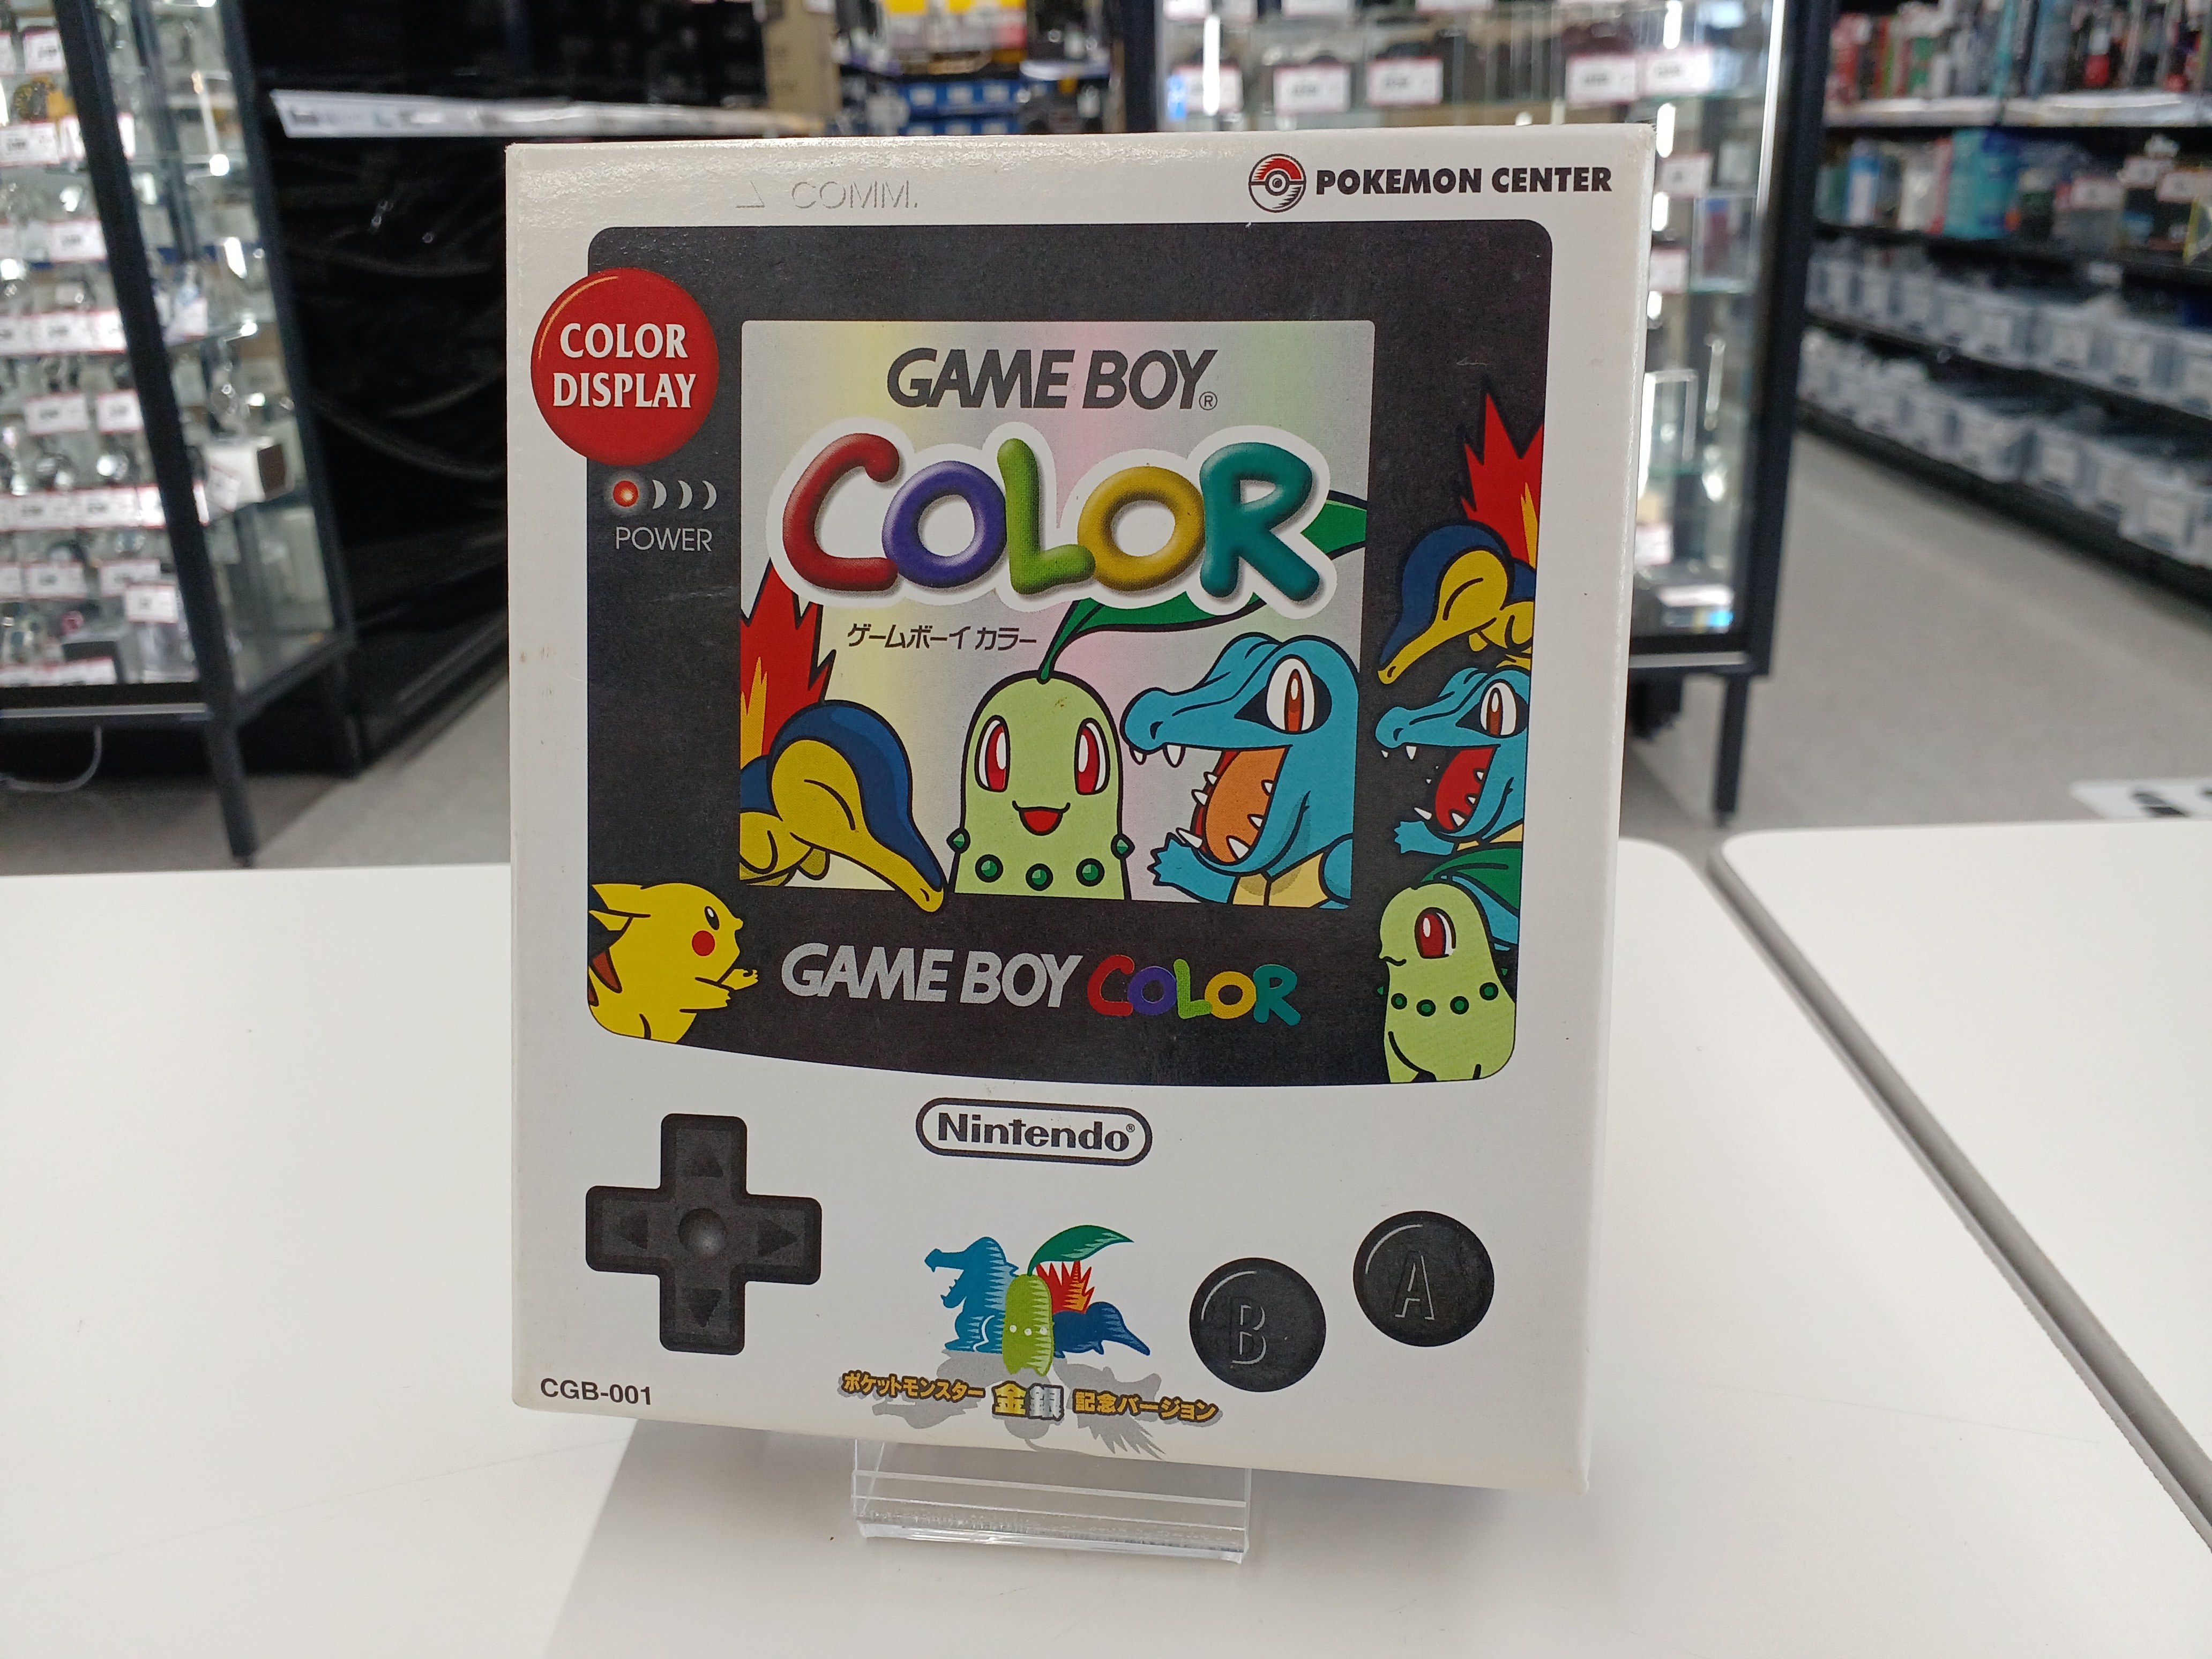 △ COMM.
POKEMON CENTER
COLOR
DISPLAY
POWER
GAME BOY®
COLOR
ゲームボーイカラー
GAME BOY COLOR
Nintendo®
B
A
CGB-001
ポケットモンスター 金銀 記念バージョン